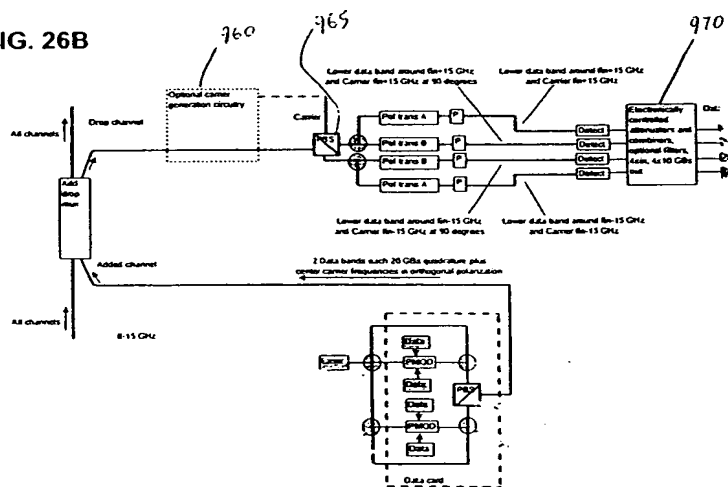 NG. 26B
960
965
970
All channels
Drop channel
Optional carrier
generation circuitry
Carrier
PBS
Pol trans A
P
Pol trans B
P
Pol trans B
P
Pol trans A
P
Lower data band around fin+15 GHz
and Carrier fin+15 GHz at 90 degrees
Lower data band around fin+15 GHz
and Carrier fin+15 GHz
Detect
Detect
Detect
Detect
Electronically
controlled
attenuators and
combiners,
optional filters,
4xin, 4x10 GBs
out
Lower data band around fin-15 GHz
and Carrier fin-15 GHz at 90 degrees
Lower data band around fin-15 GHz
and Carrier fin-15 GHz
Add
drop
Added channel
2 Data bands each 20 GBs quadrature plus
center carrier frequencies in orthogonal polarization
All channels
15 GHz
Laser
Data
PMOD
Data
Data
PMOD
Data
PBS
Data card